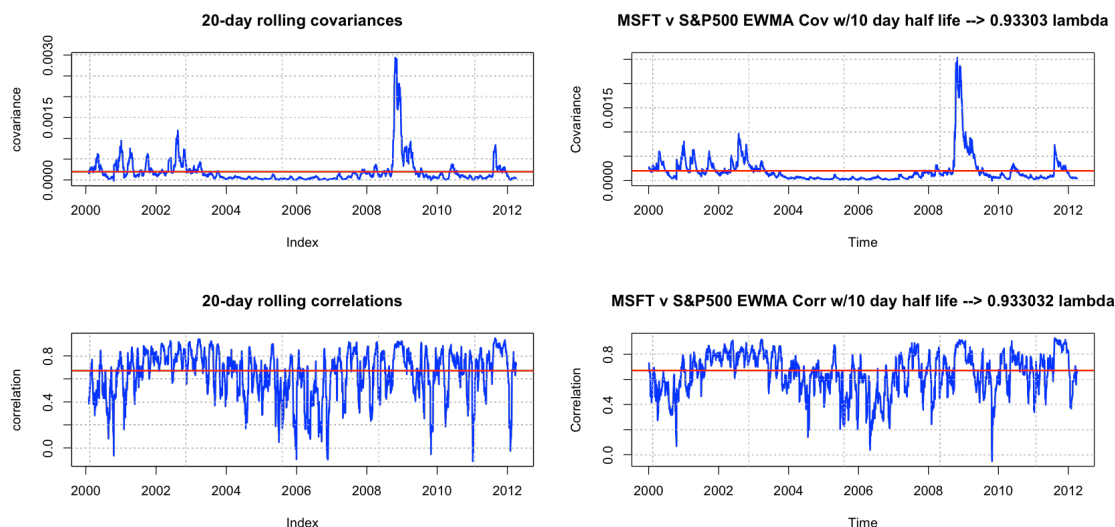 20-day rolling covariances
covariance
0.0000 0.0015 0.0030
2000 2002 2004 2006 2008 2010 2012
Index
MSFT v S&P500 EWMA Cov w/10 day half life --> 0.93303 lambda
Covariance
0.0000 0.0015
2000 2002 2004 2006 2008 2010 2012
Time
20-day rolling correlations
correlation
0.0 0.4 0.8
2000 2002 2004 2006 2008 2010 2012
Index
MSFT v S&P500 EWMA Corr w/10 day half life --> 0.933032 lambda
Correlation
0.0 0.4 0.8
2000 2002 2004 2006 2008 2010 2012
Time